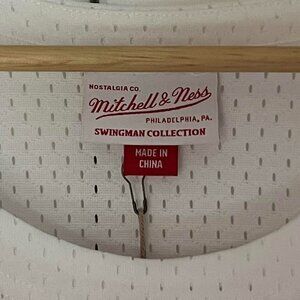 NOSTALGIA CO.
Mitchell & Ness
PHILADELPHIA, PA.
SWINGMAN COLLECTION
MADE IN
CHINA